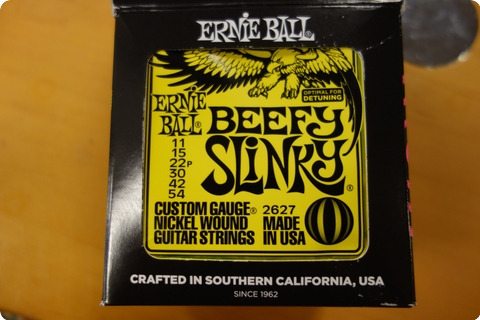 ERNIE BALL®
OPTIMAL FOR
DETUNING
ERNIE
BALL®
BEEFY
SLINKY®
11
15
22P
30
42
54
CUSTOM GAUGE®
NICKEL WOUND
GUITAR STRINGS
2627
MADE
IN USA
CRAFTED IN SOUTHERN CALIFORNIA, USA
SINCE 1962